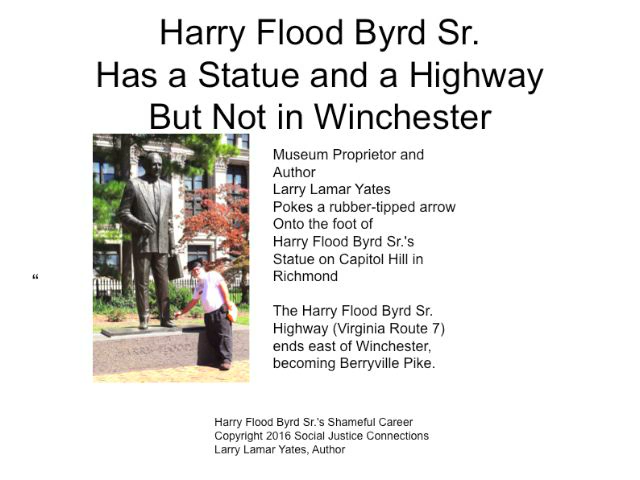 Harry Flood Byrd Sr.
Has a Statue and a Highway
But Not in Winchester
Museum Proprietor and
Author
Larry Lamar Yates
Pokes a rubber-tipped arrow
Onto the foot of
Harry Flood Byrd Sr.'s
Statue on Capitol Hill in
Richmond
“
The Harry Flood Byrd Sr.
Highway (Virginia Route 7)
ends east of Winchester,
becoming Berryville Pike.
Harry Flood Byrd Sr.'s Shameful Career
Copyright 2016 Social Justice Connections
Larry Lamar Yates, Author